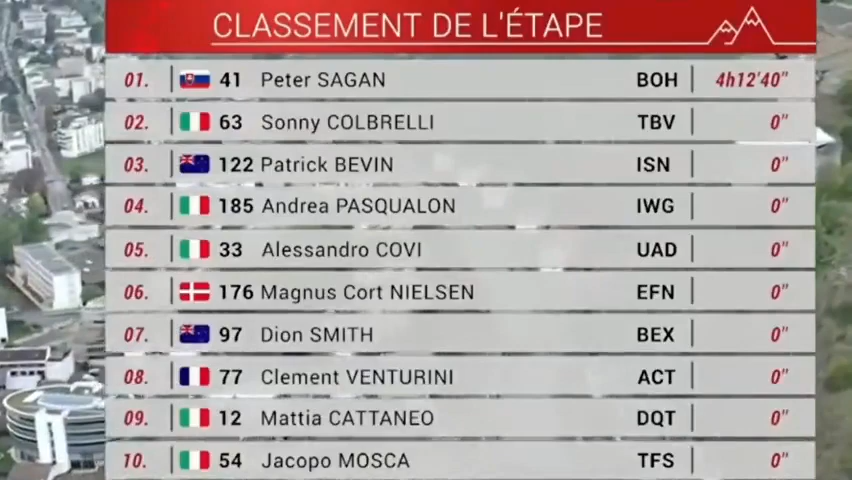 CLASSEMENT DE L'ÉTAPE
01. 41 Peter SAGAN BOH 4h12'40"
02. 63 Sonny COLBRELLI TBV 0"
03. 122 Patrick BEVIN ISN 0"
04. 185 Andrea PASQUALON IWG 0"
05. 33 Alessandro COVI UAD 0"
06. 176 Magnus Cort NIELSEN EFN 0"
07. 97 Dion SMITH BEX 0"
08. 77 Clement VENTURINI ACT 0"
09. 12 Mattia CATTANEO DQT 0"
10. 54 Jacopo MOSCA TFS 0"